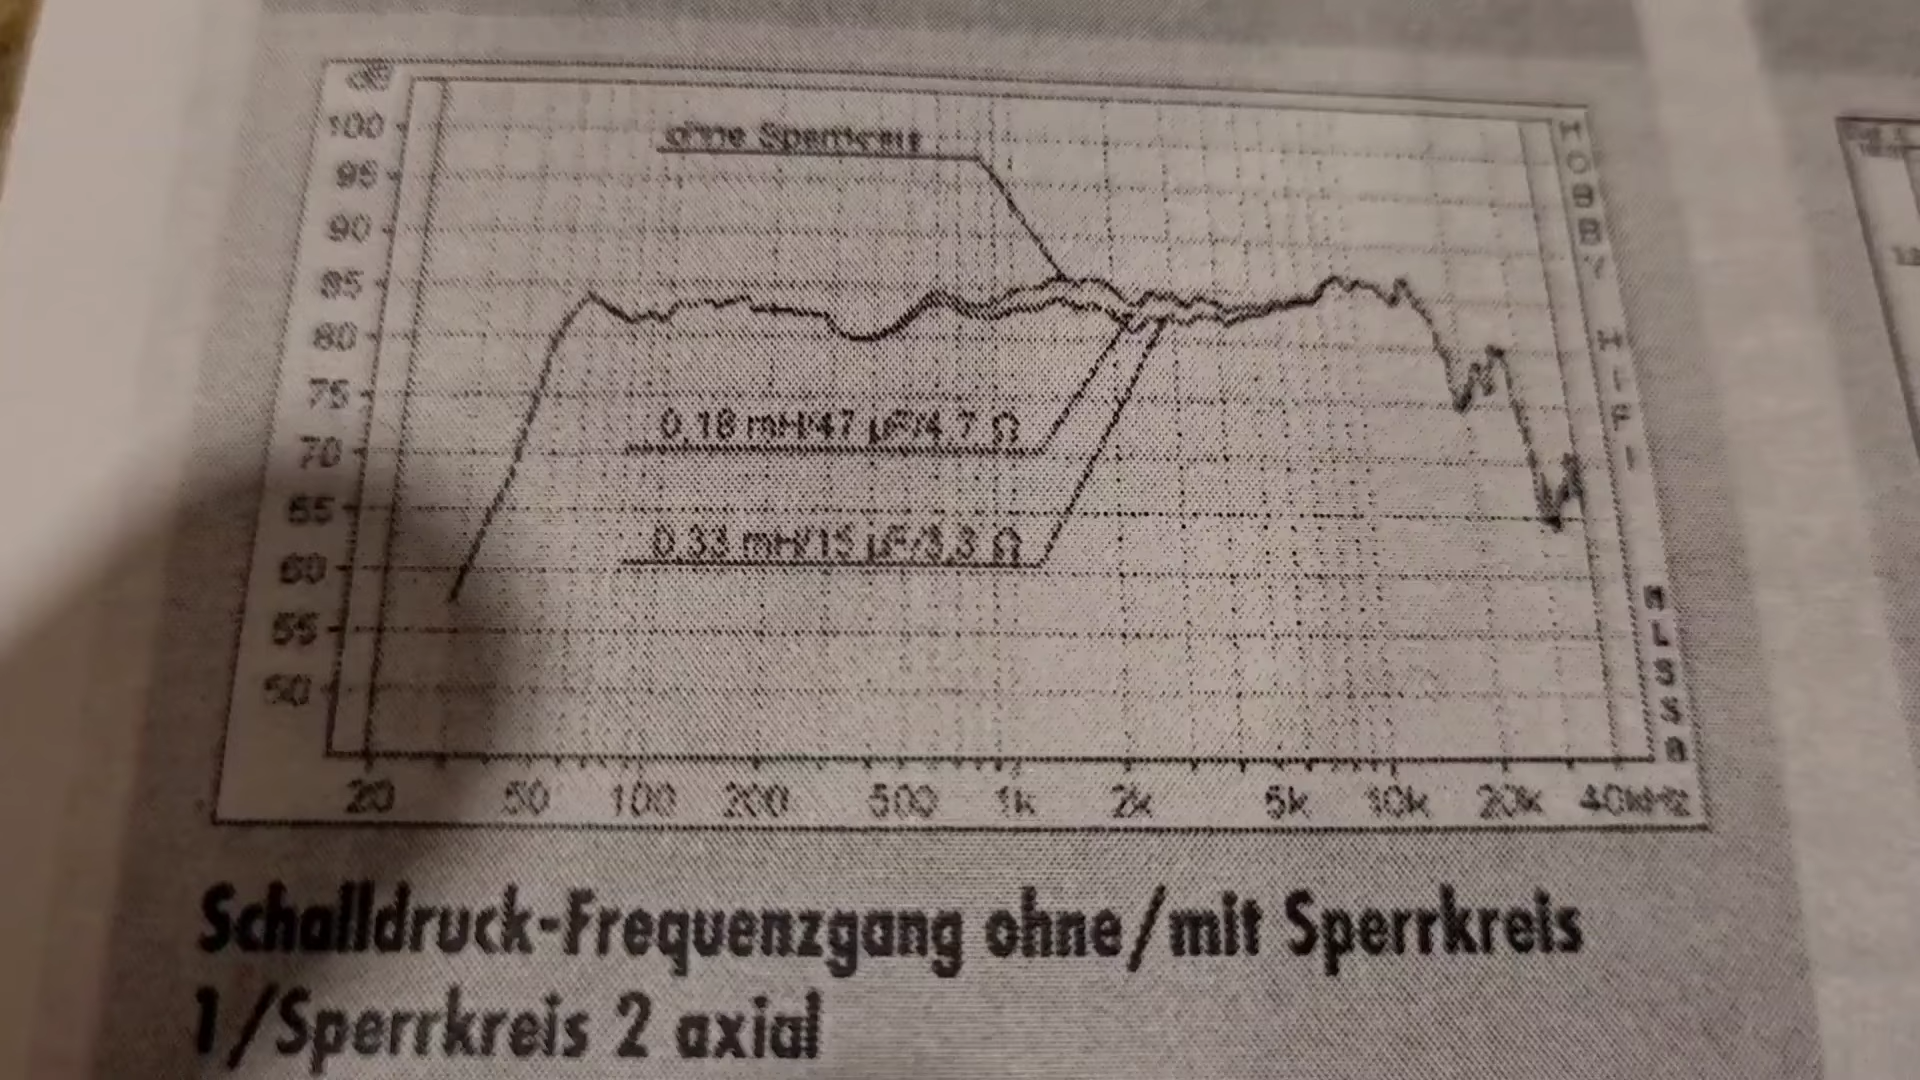 dB
100
95
90
85
80
75
70
65
60
55
50
ohne Sperrkreis
0.18 mH/47 µF/4.7 Ω
0.33 mH/15 µF/3.3 Ω
20 50 100 200 500 1k 2k 5k 10k 20k 40kHz
HOBBY HIFI
MLSSA
Schalldruck-Frequenzgang ohne/mit Sperrkreis
1/Sperrkreis 2 axial